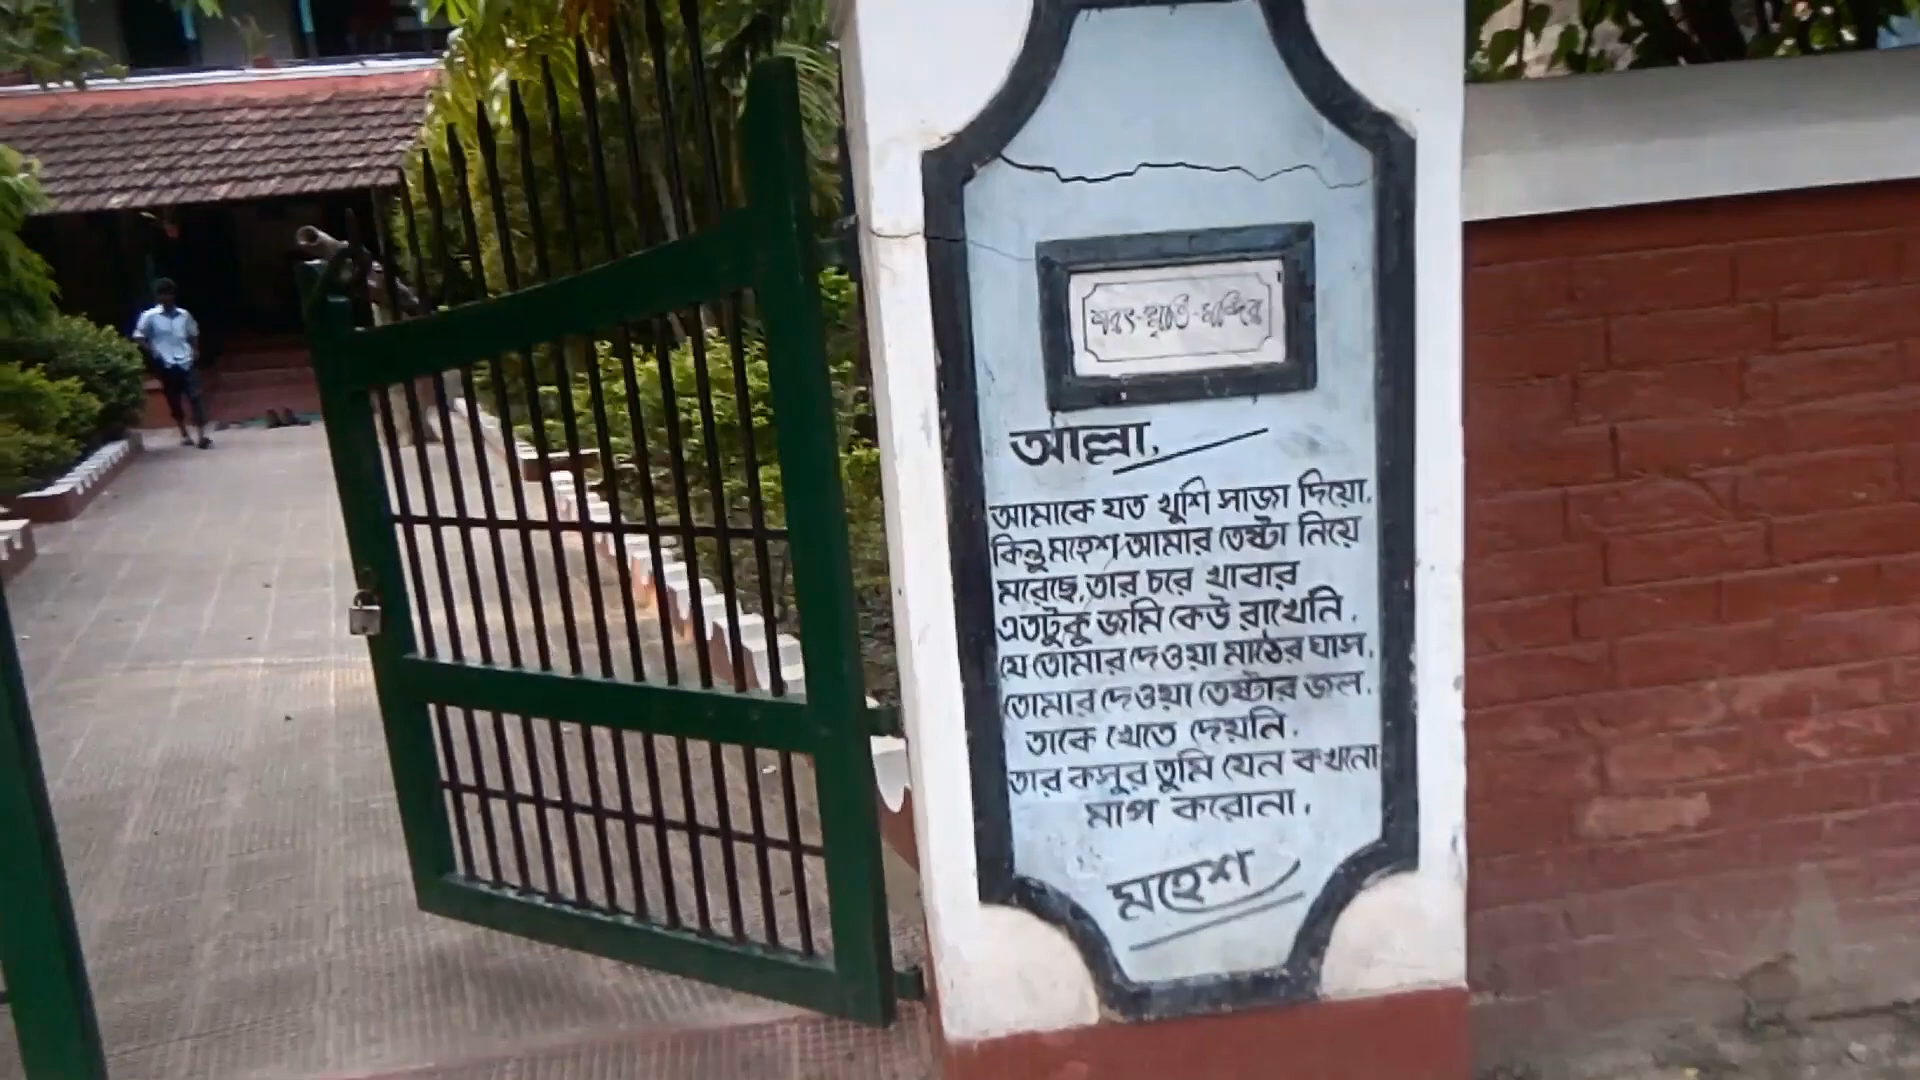 শরৎ-স্মৃতি-মন্দির
আল্লা,
আমাকে যত খুশি সাজা দিয়ো,
কিন্তু মহেশ আমার তেষ্টা নিয়ে
মরেছে, তার চরে খাবার
এতটুকু জমি কেউ রাখেনি,
যে তোমার দেওয়া মাঠের ঘাস,
তোমার দেওয়া তেষ্টার জল,
তাকে খেতে দেয়নি,
তার কসুর তুমি যেন কখনো
মাপ করোনা,
মহেশ